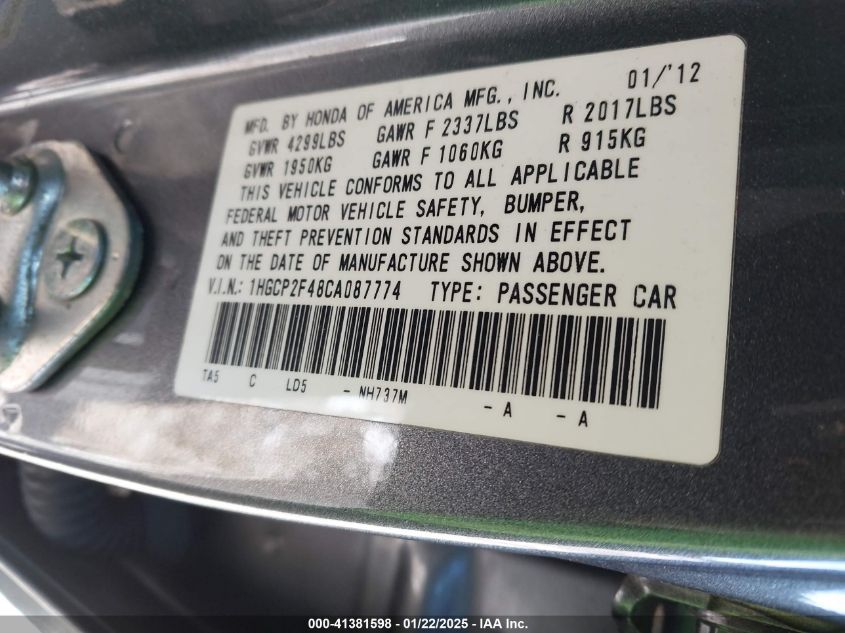 MFD. BY HONDA OF AMERICA MFG., INC. 01/'12
GVWR 4299LBS GAWR F 2337LBS R 2017LBS
GVWR 1950KG GAWR F 1060KG R 915KG
THIS VEHICLE CONFORMS TO ALL APPLICABLE
FEDERAL MOTOR VEHICLE SAFETY, BUMPER,
AND THEFT PREVENTION STANDARDS IN EFFECT
ON THE DATE OF MANUFACTURE SHOWN ABOVE.
V.I.N.: 1HGCP2F48CA087774 TYPE: PASSENGER CAR
TA5 C LD5 - NH737M - A - A
000-41381598 - 01/22/2025 - IAA Inc.